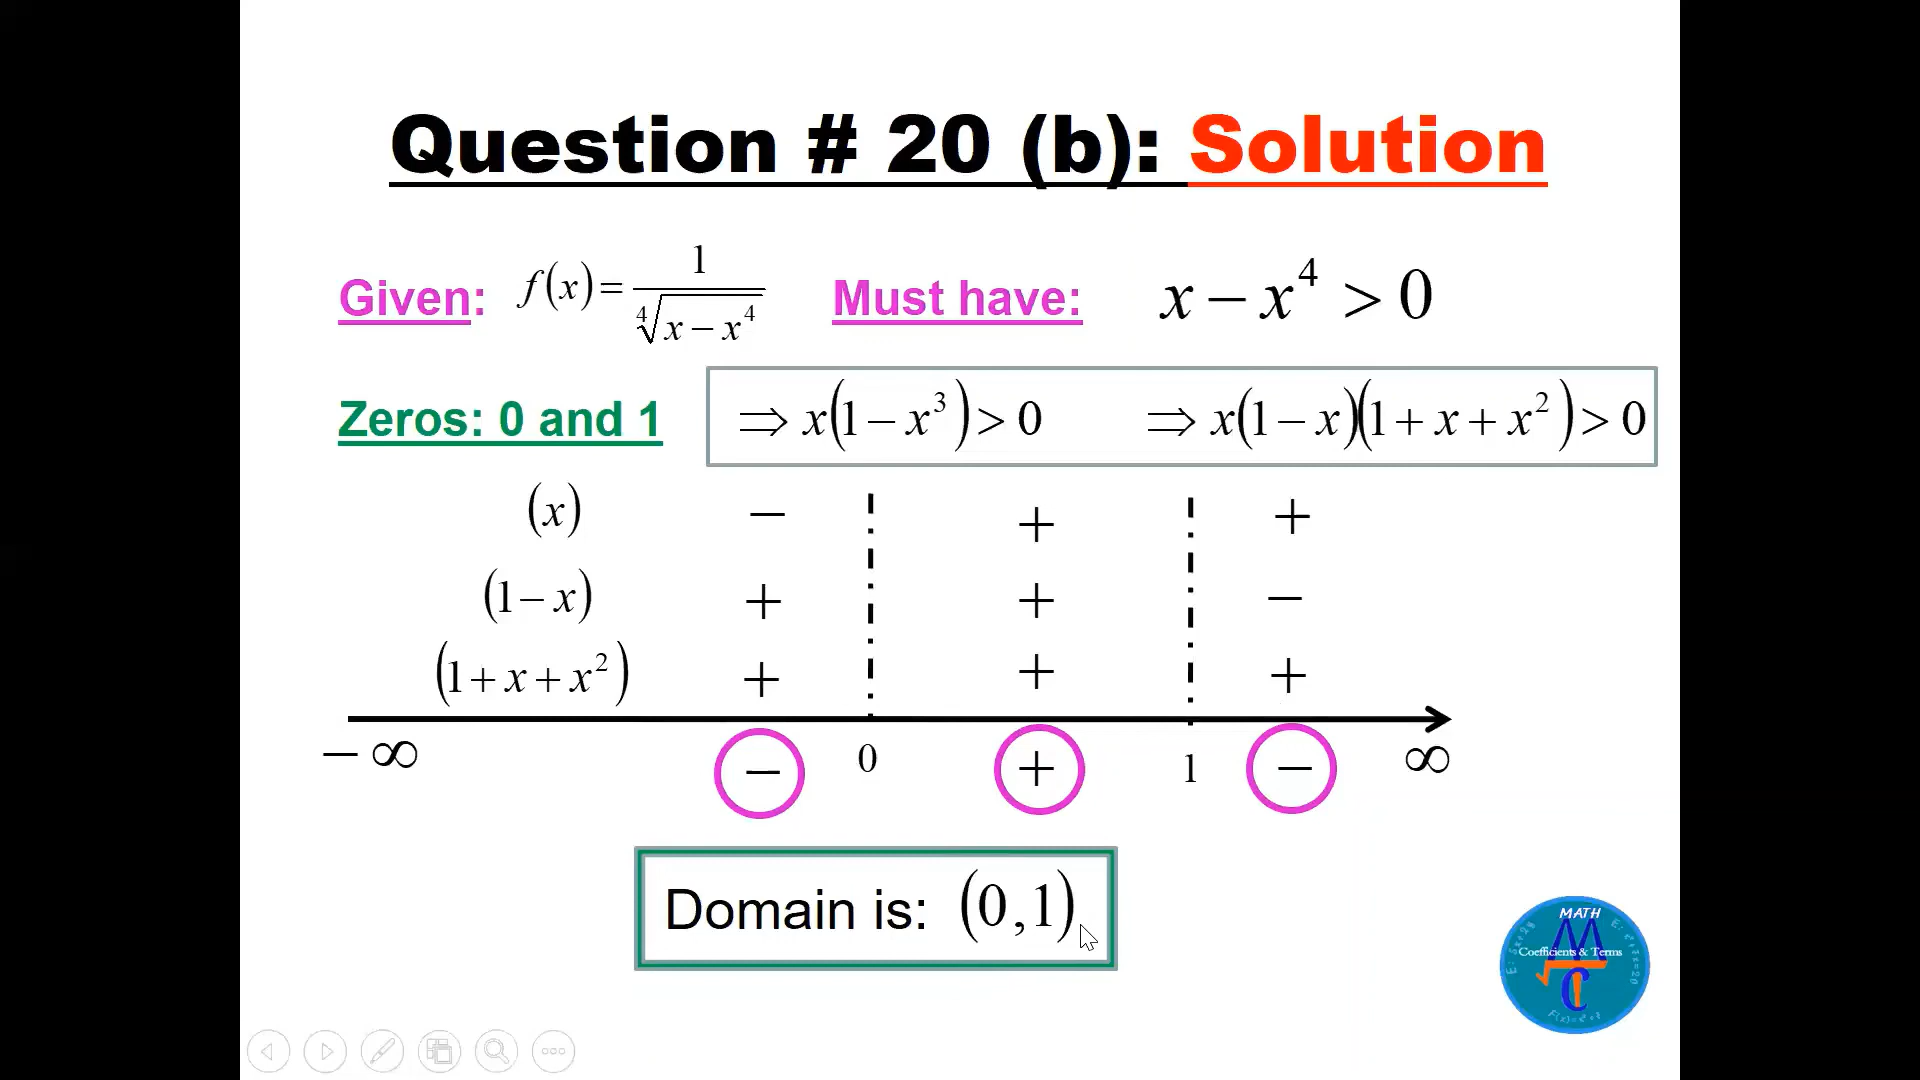 Question # 20 (b): Solution
Given: f(x) = 1 / ∜(x − x⁴) Must have: x − x⁴ > 0
Zeros: 0 and 1 ⇒ x(1 − x³) > 0 ⇒ x(1 − x)(1 + x + x²) > 0
(x) − + +
(1 − x) + + −
(1 + x + x²) + + +
− ∞ − 0 + 1 − ∞
Domain is: (0,1)
MATH
Coefficients & Terms
M
C